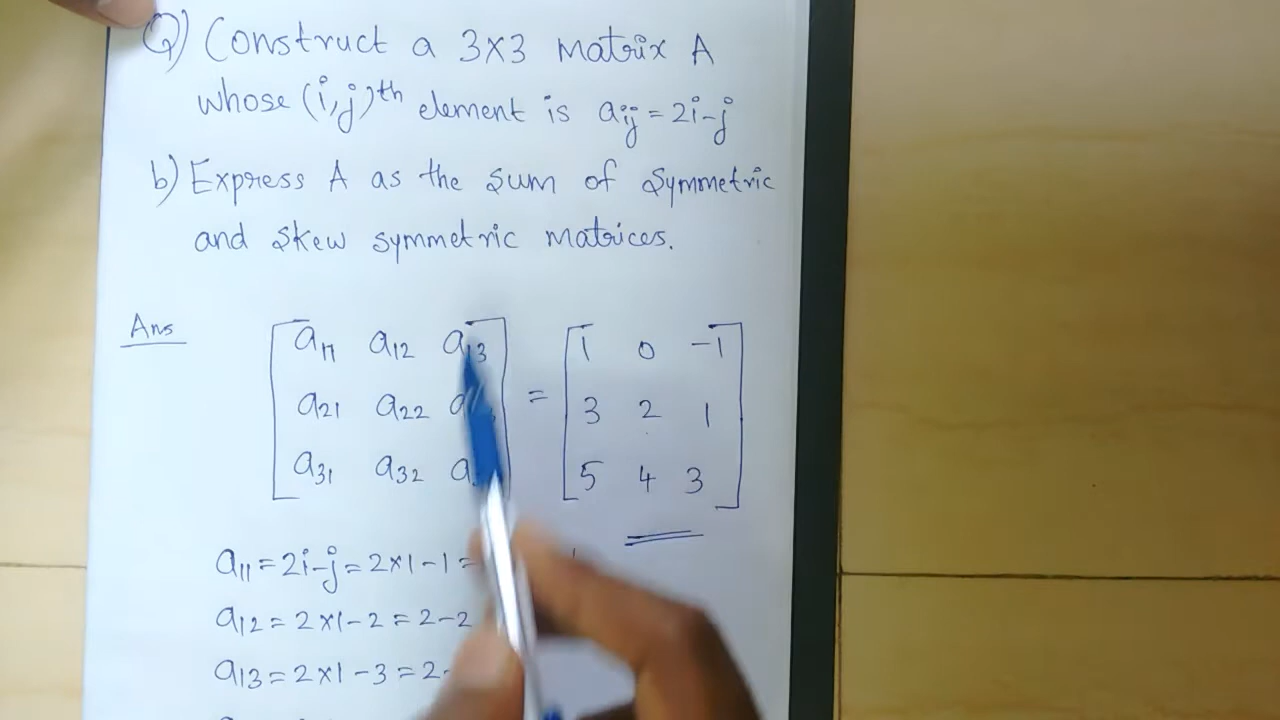 Q) Construct a 3×3 matrix A
whose (i,j)th element is aij = 2i-j
b) Express A as the sum of symmetric
and skew symmetric matrices.
Ans
a11 a12 a13 = 1 0 -1
a21 a22 a 3 2 1
a31 a32 a 5 4 3
a11 = 2i-j = 2×1-1 =
a12 = 2×1-2 = 2-2
a13 = 2×1-3 = 2-